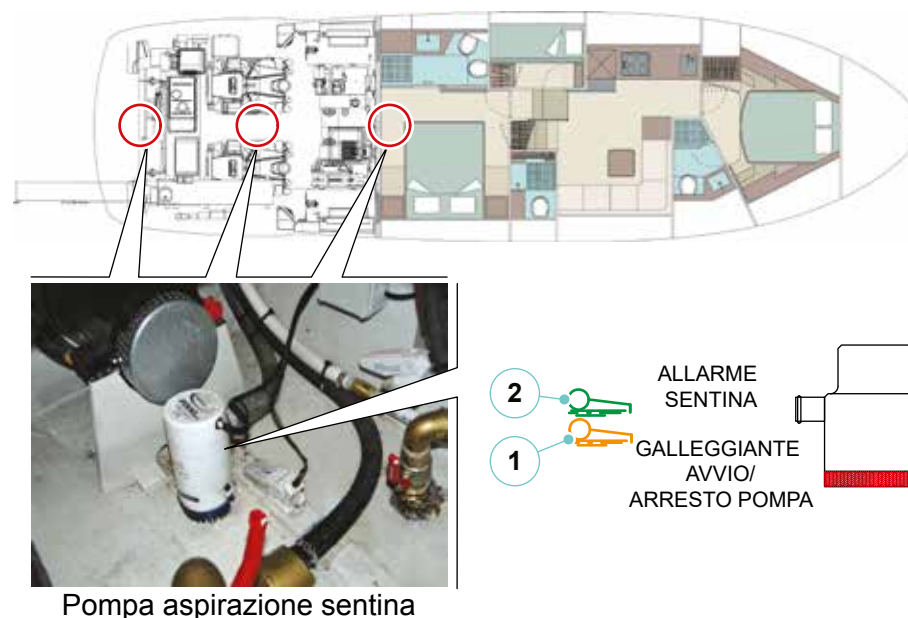 2
ALLARME
SENTINA
1
GALLEGGIANTE
AVVIO/
ARRESTO POMPA
Pompa aspirazione sentina